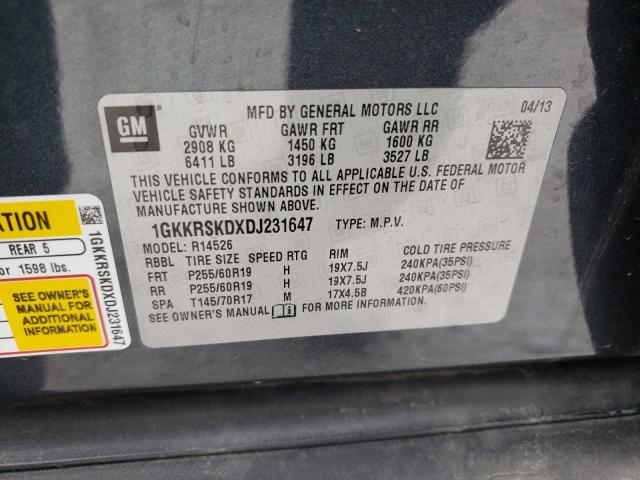 GM
MFD BY GENERAL MOTORS LLC
04/13
GVWR GAWR FRT GAWR RR
2908 KG 1450 KG 1600 KG
6411 LB 3196 LB 3527 LB
THIS VEHICLE CONFORMS TO ALL APPLICABLE U.S. FEDERAL MOTOR
VEHICLE SAFETY STANDARDS IN EFFECT ON THE DATE OF
MANUFACTURE SHOWN ABOVE.
1GKKRSKDXDJ231647 TYPE: M.P.V.
MODEL: R14526
RBBL TIRE SIZE SPEED RTG RIM COLD TIRE PRESSURE
FRT P255/60R19 H 19X7.5J 240KPA(35PSI)
RR P255/60R19 H 19X7.5J 240KPA(35PSI)
SPA T145/70R17 M 17X4.5B 420KPA(60PSI)
SEE OWNER'S MANUAL FOR MORE INFORMATION
REAR 5
or 1598 lbs.
SEE OWNER'S
MANUAL FOR
ADDITIONAL
INFORMATION
1GKKRSKDXDJ231647